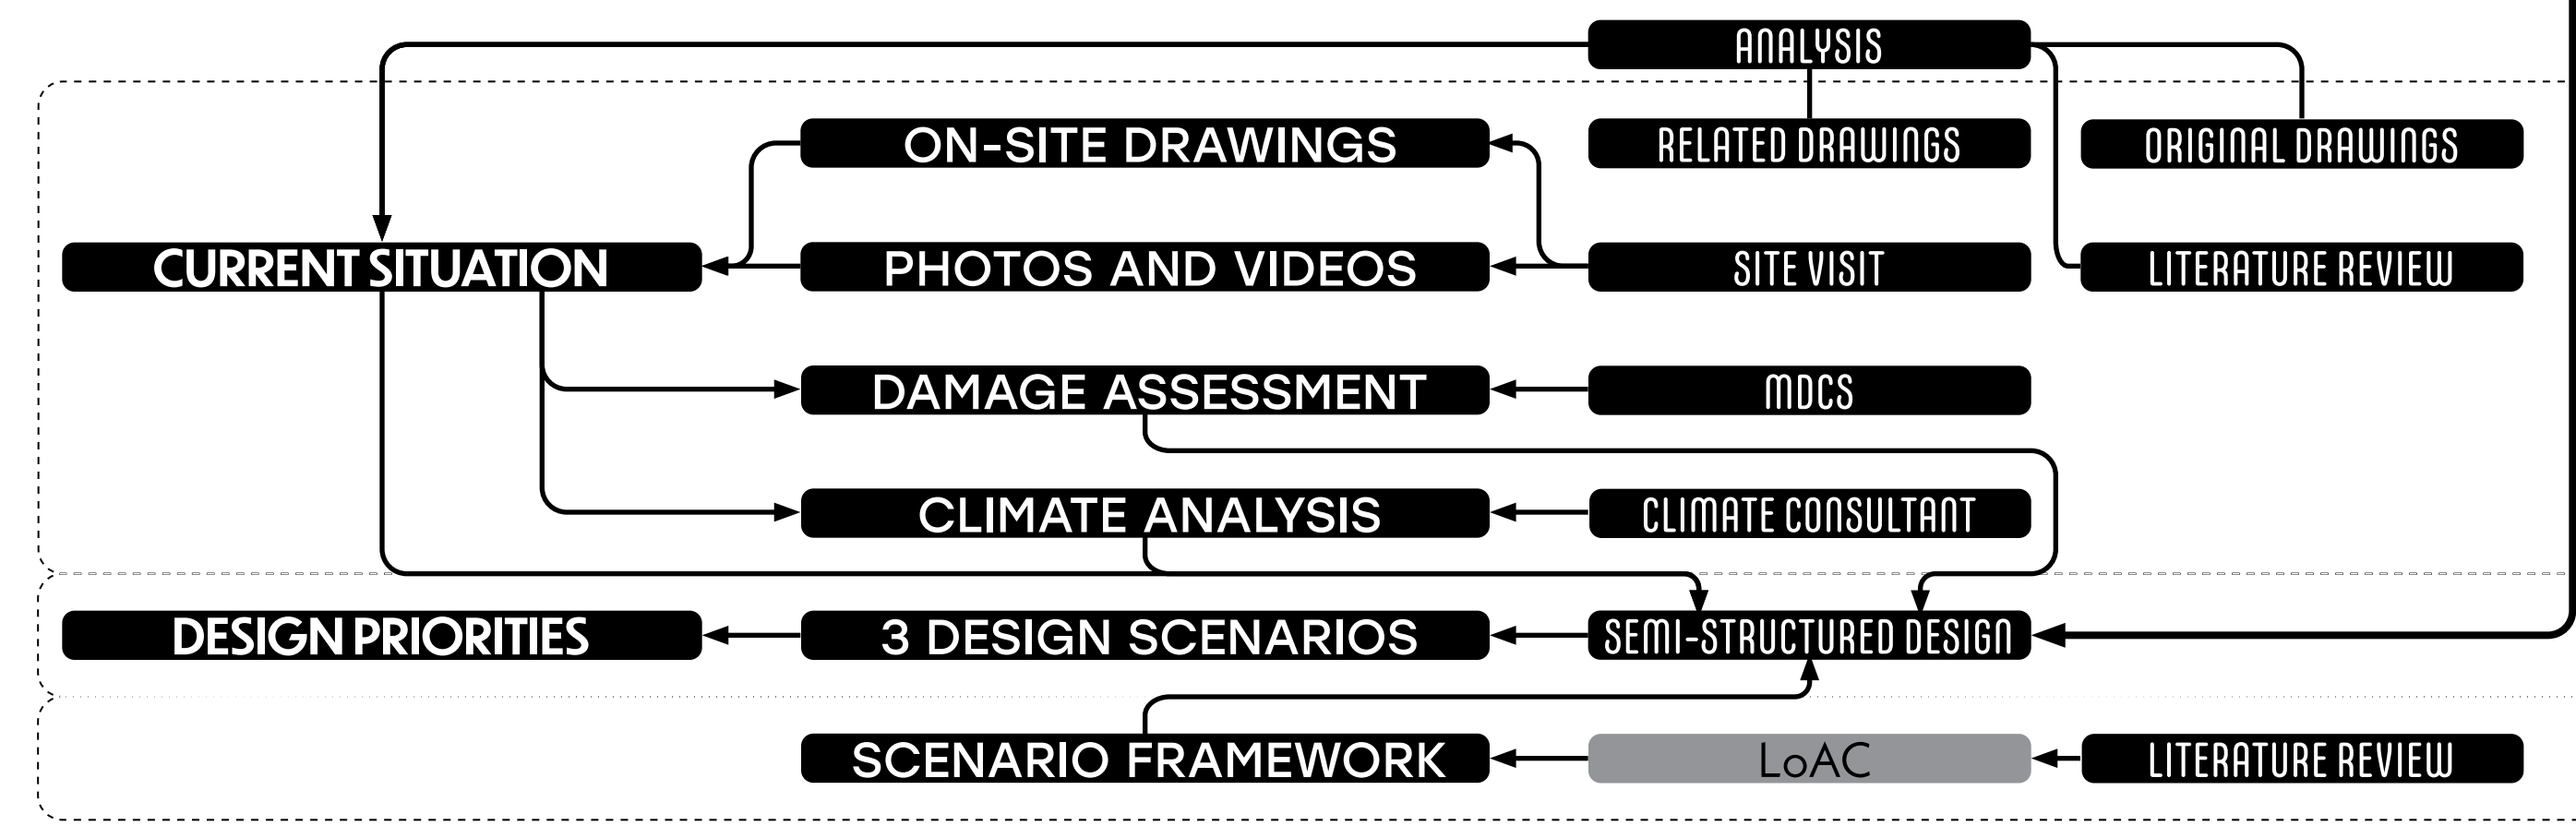 ANALYSIS
ON-SITE DRAWINGS
RELATED DRAWINGS
ORIGINAL DRAWINGS
CURRENT SITUATION
PHOTOS AND VIDEOS
SITE VISIT
LITERATURE REVIEW
DAMAGE ASSESSMENT
MDCS
CLIMATE ANALYSIS
CLIMATE CONSULTANT
DESIGN PRIORITIES
3 DESIGN SCENARIOS
SEMI-STRUCTURED DESIGN
SCENARIO FRAMEWORK
LoAC
LITERATURE REVIEW